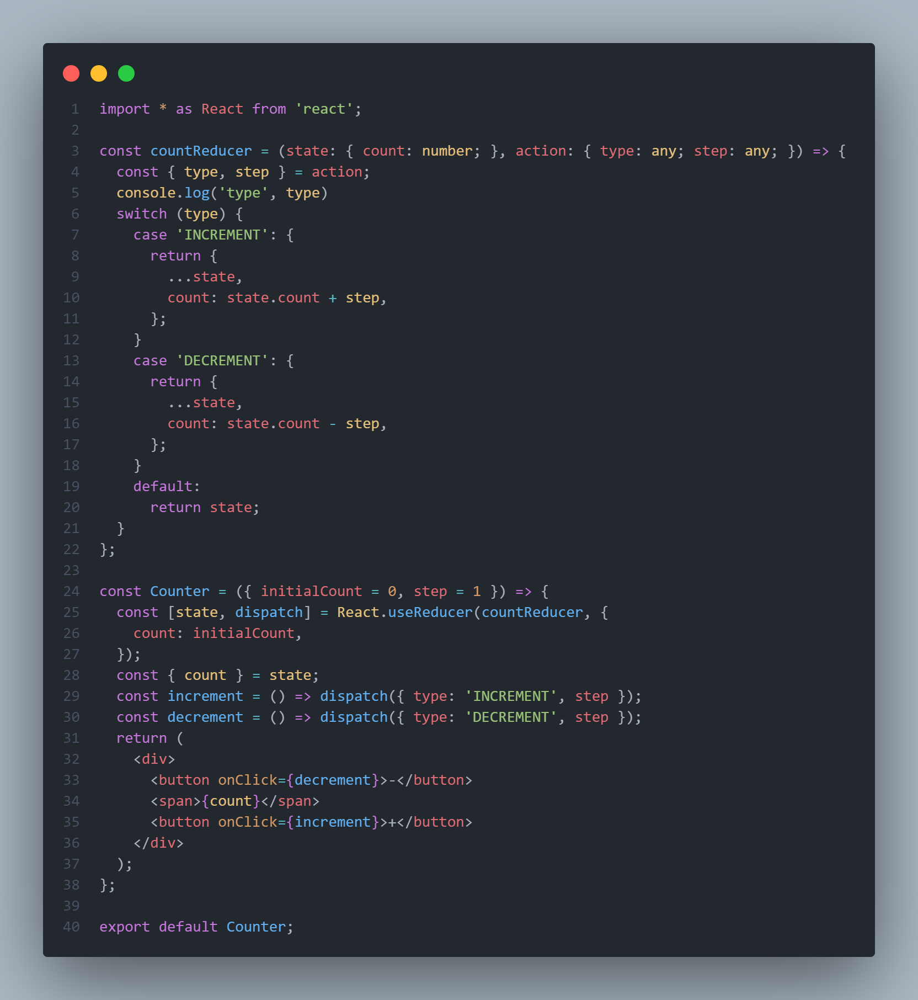 1 import * as React from 'react';
2
3 const countReducer = (state: { count: number; }, action: { type: any; step: any; }) => {
4   const { type, step } = action;
5   console.log('type', type)
6   switch (type) {
7     case 'INCREMENT': {
8       return {
9         ...state,
10         count: state.count + step,
11       };
12     }
13     case 'DECREMENT': {
14       return {
15         ...state,
16         count: state.count - step,
17       };
18     }
19     default:
20       return state;
21   }
22 };
23
24 const Counter = ({ initialCount = 0, step = 1 }) => {
25   const [state, dispatch] = React.useReducer(countReducer, {
26     count: initialCount,
27   });
28   const { count } = state;
29   const increment = () => dispatch({ type: 'INCREMENT', step });
30   const decrement = () => dispatch({ type: 'DECREMENT', step });
31   return (
32     <div>
33       <button onClick={decrement}>-</button>
34       <span>{count}</span>
35       <button onClick={increment}>+</button>
36     </div>
37   );
38 };
39
40 export default Counter;